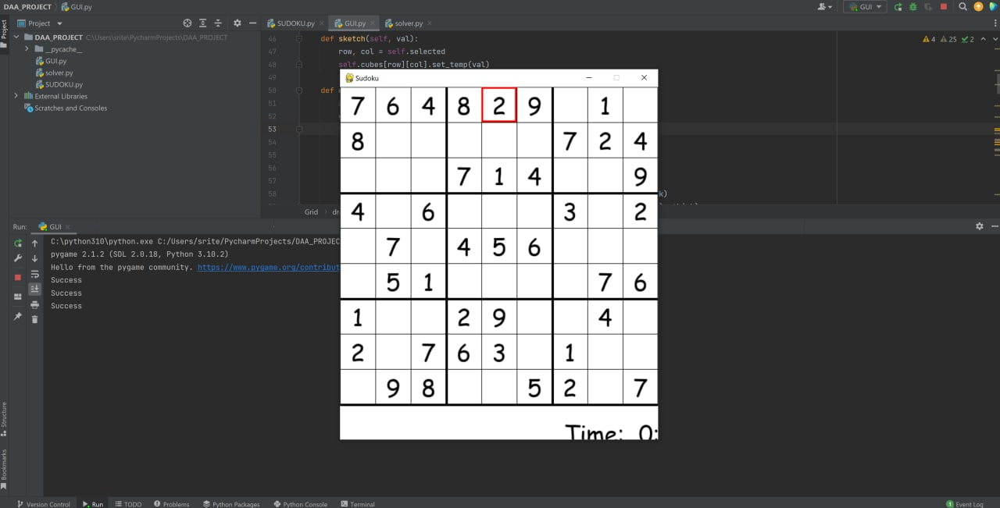 DAA_PROJECT GUI.py GUI
Project SUDOKU.py GUI.py solver.py
Project
DAA_PROJECT C:\Users\srite\PycharmProjects\DAA_PROJECT
__pycache__
GUI.py
solver.py
SUDOKU.py
External Libraries
Scratches and Consoles
4 25 2
46 def sketch(self, val):
47 row, col = self.selected
48 self.cubes[row][col].set_temp(val)
49
50 def
51
52
53
54
55
56
57
58 k)
Grid
Sudoku
7 6 4 8 2 9 1
8 7 2 4
7 1 4 9
4 6 3 2
7 4 5 6
5 1 7 6
1 2 9 4
2 7 6 3 1
9 8 5 2 7
Time: 0:
Run: GUI
C:\python310\python.exe C:/Users/srite/PycharmProjects/DAA_PROJEC
pygame 2.1.2 (SDL 2.0.18, Python 3.10.2)
Hello from the pygame community. https://www.pygame.org/contribut
Success
Success
Success
Structure
Bookmarks
Version Control Run TODO Problems Python Packages Python Console Terminal 1 Event Log